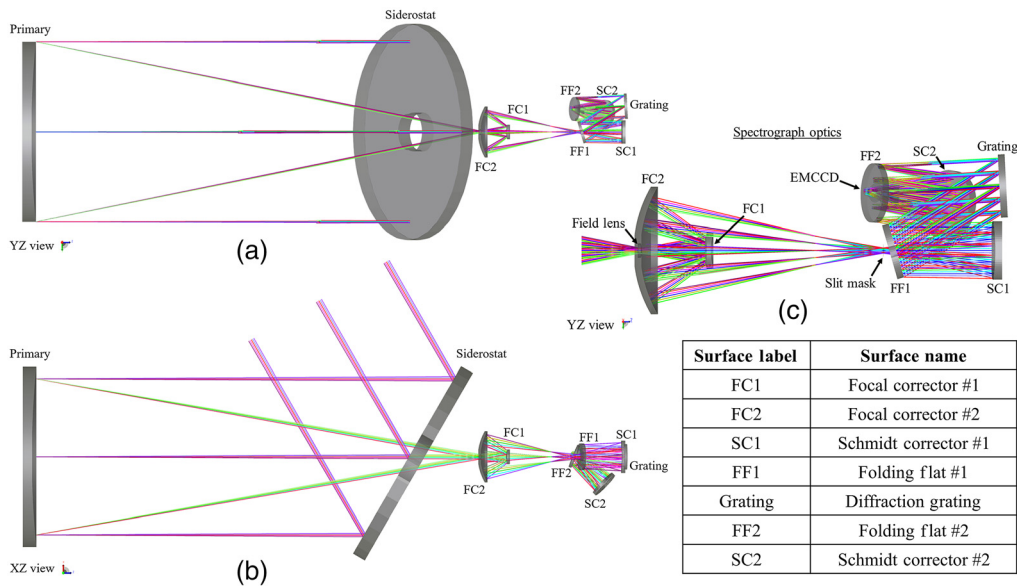 Primary
Siderostat
FC1
FC2
FF2
SC2
Grating
FF1
SC1
YZ view
(a)
Primary
Siderostat
FC1
FC2
FF1
SC1
FF2
Grating
SC2
XZ view
(b)
Spectrograph optics
Grating
SC2
FF2
EMCCD
FC2
FC1
Field lens
Slit mask
FF1
SC1
YZ view
(c)
Surface label Surface name
FC1 Focal corrector #1
FC2 Focal corrector #2
SC1 Schmidt corrector #1
FF1 Folding flat #1
Grating Diffraction grating
FF2 Folding flat #2
SC2 Schmidt corrector #2